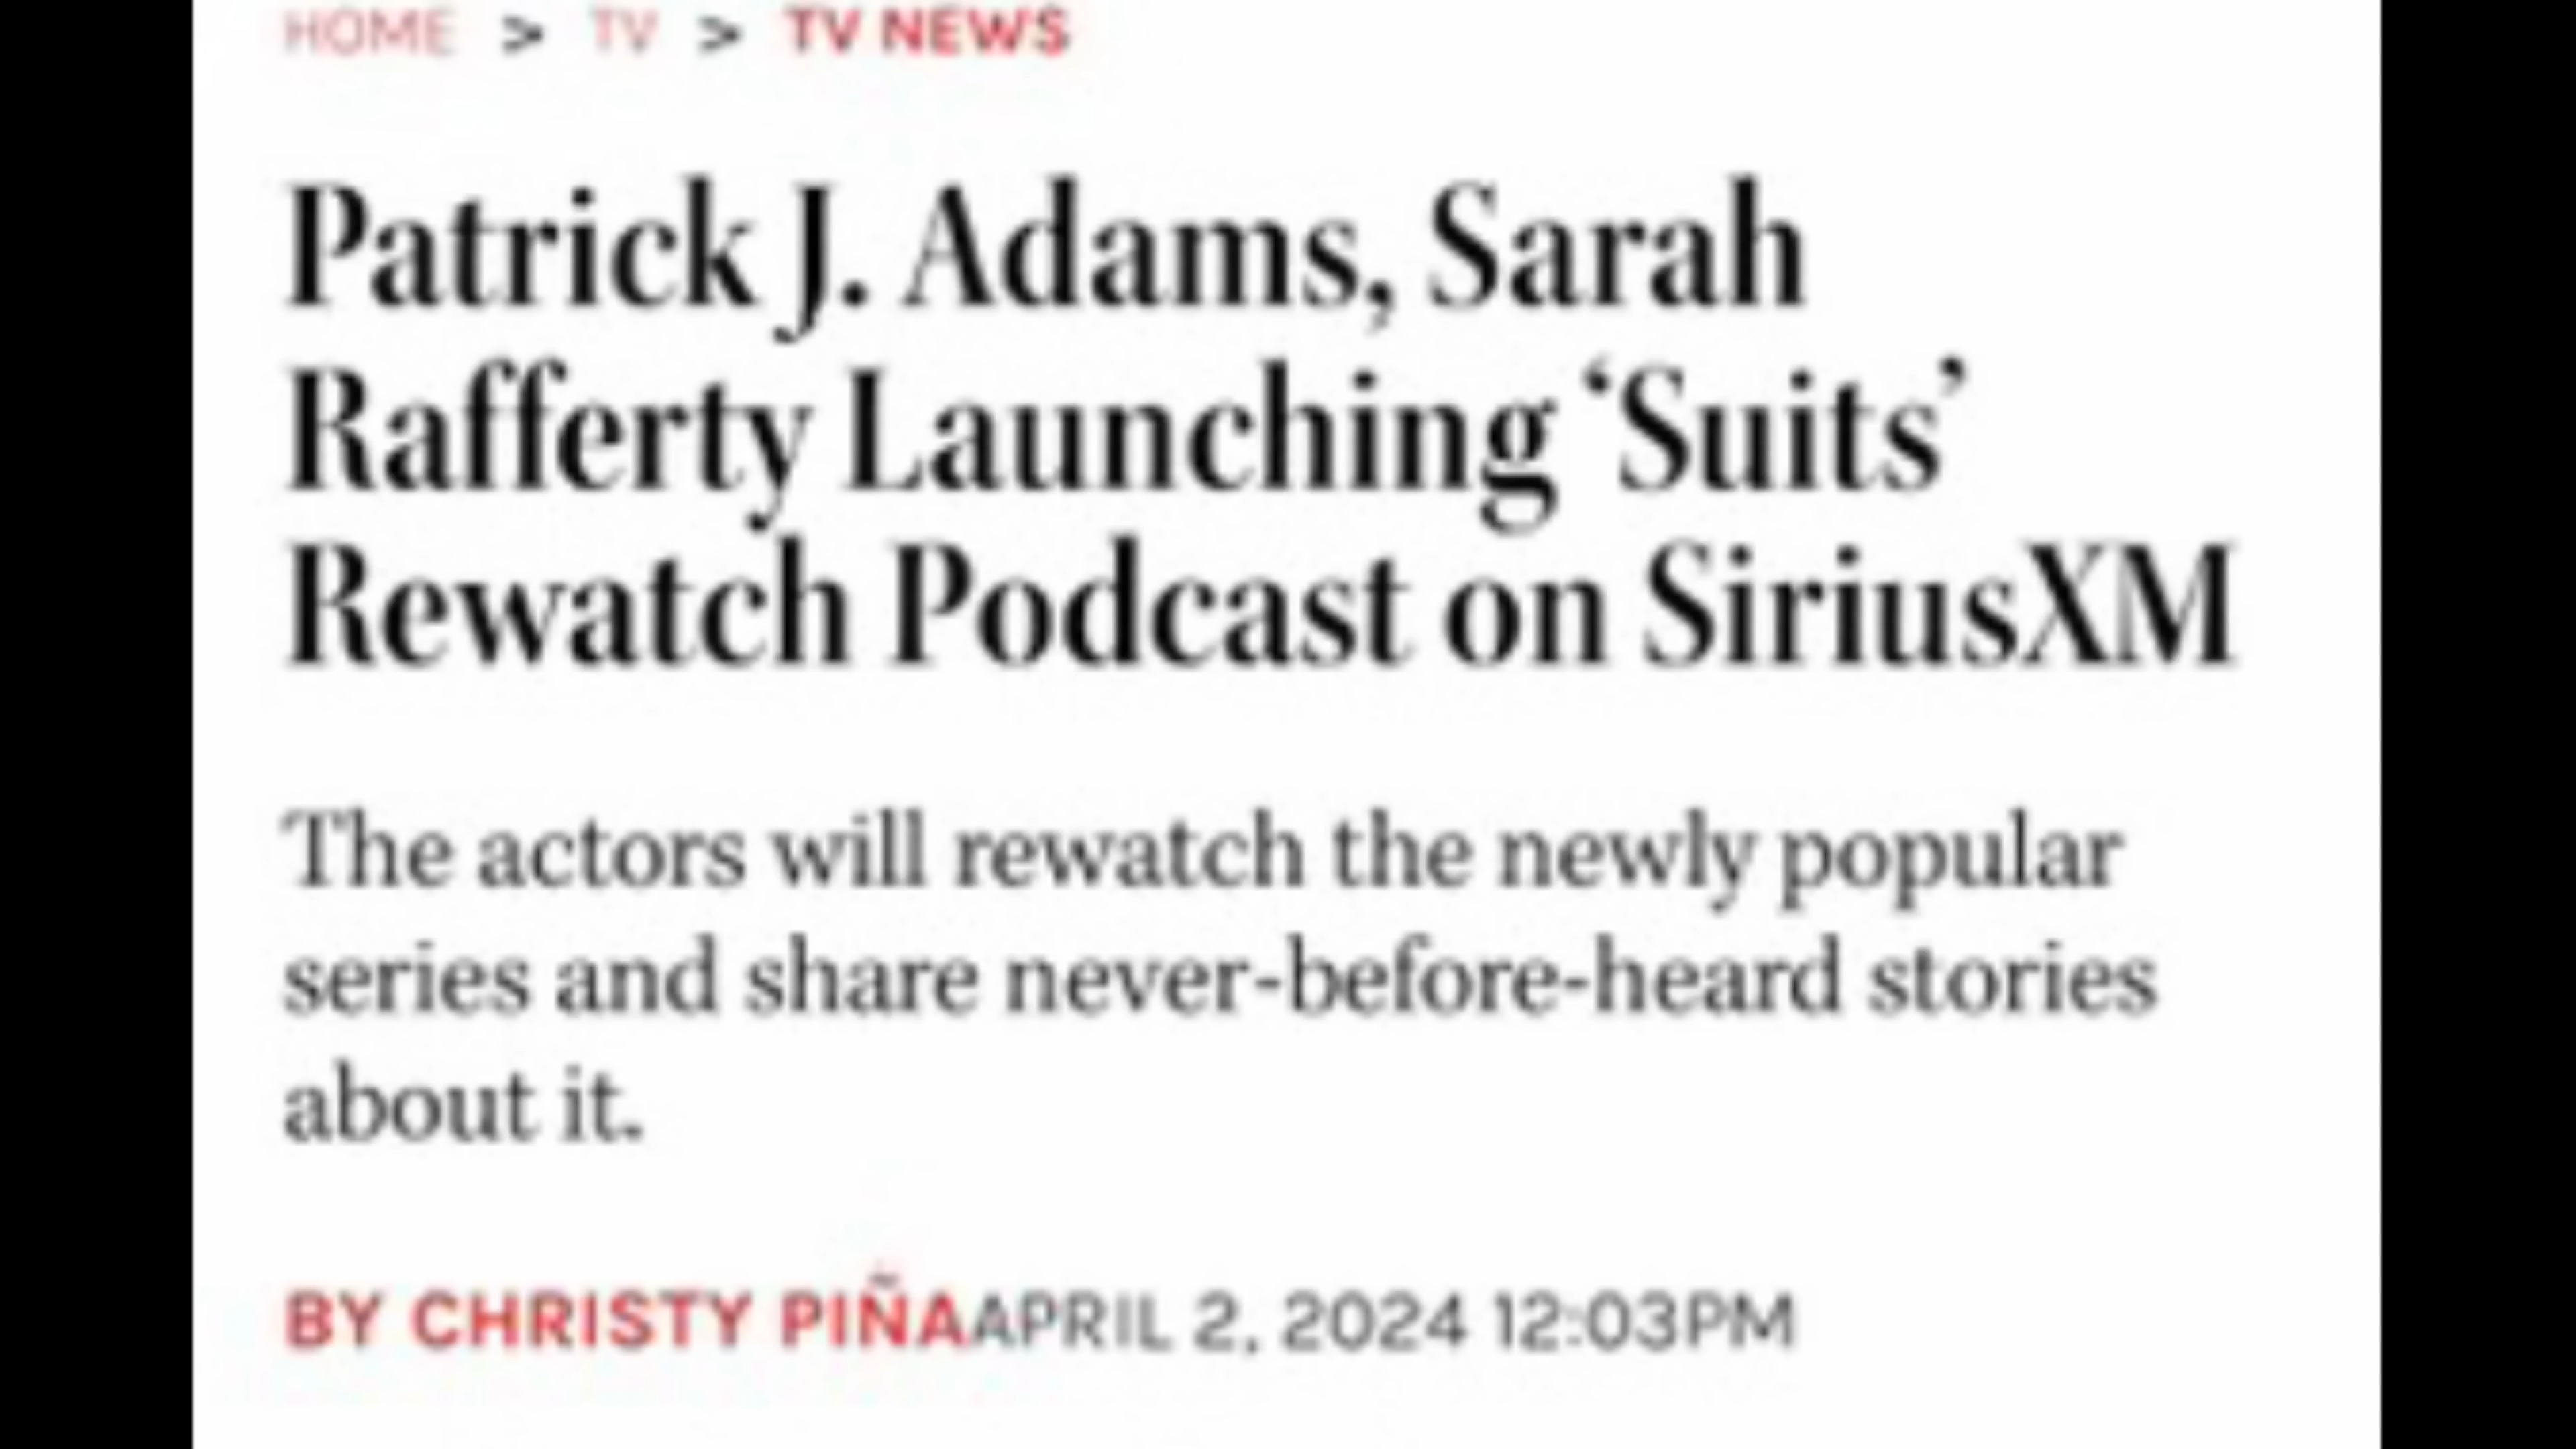 HOME > TV > TV NEWS
Patrick J. Adams, Sarah
Rafferty Launching ‘Suits’
Rewatch Podcast on SiriusXM
The actors will rewatch the newly popular
series and share never-before-heard stories
about it.
BY CHRISTY PIÑAAPRIL 2, 2024 12:03PM